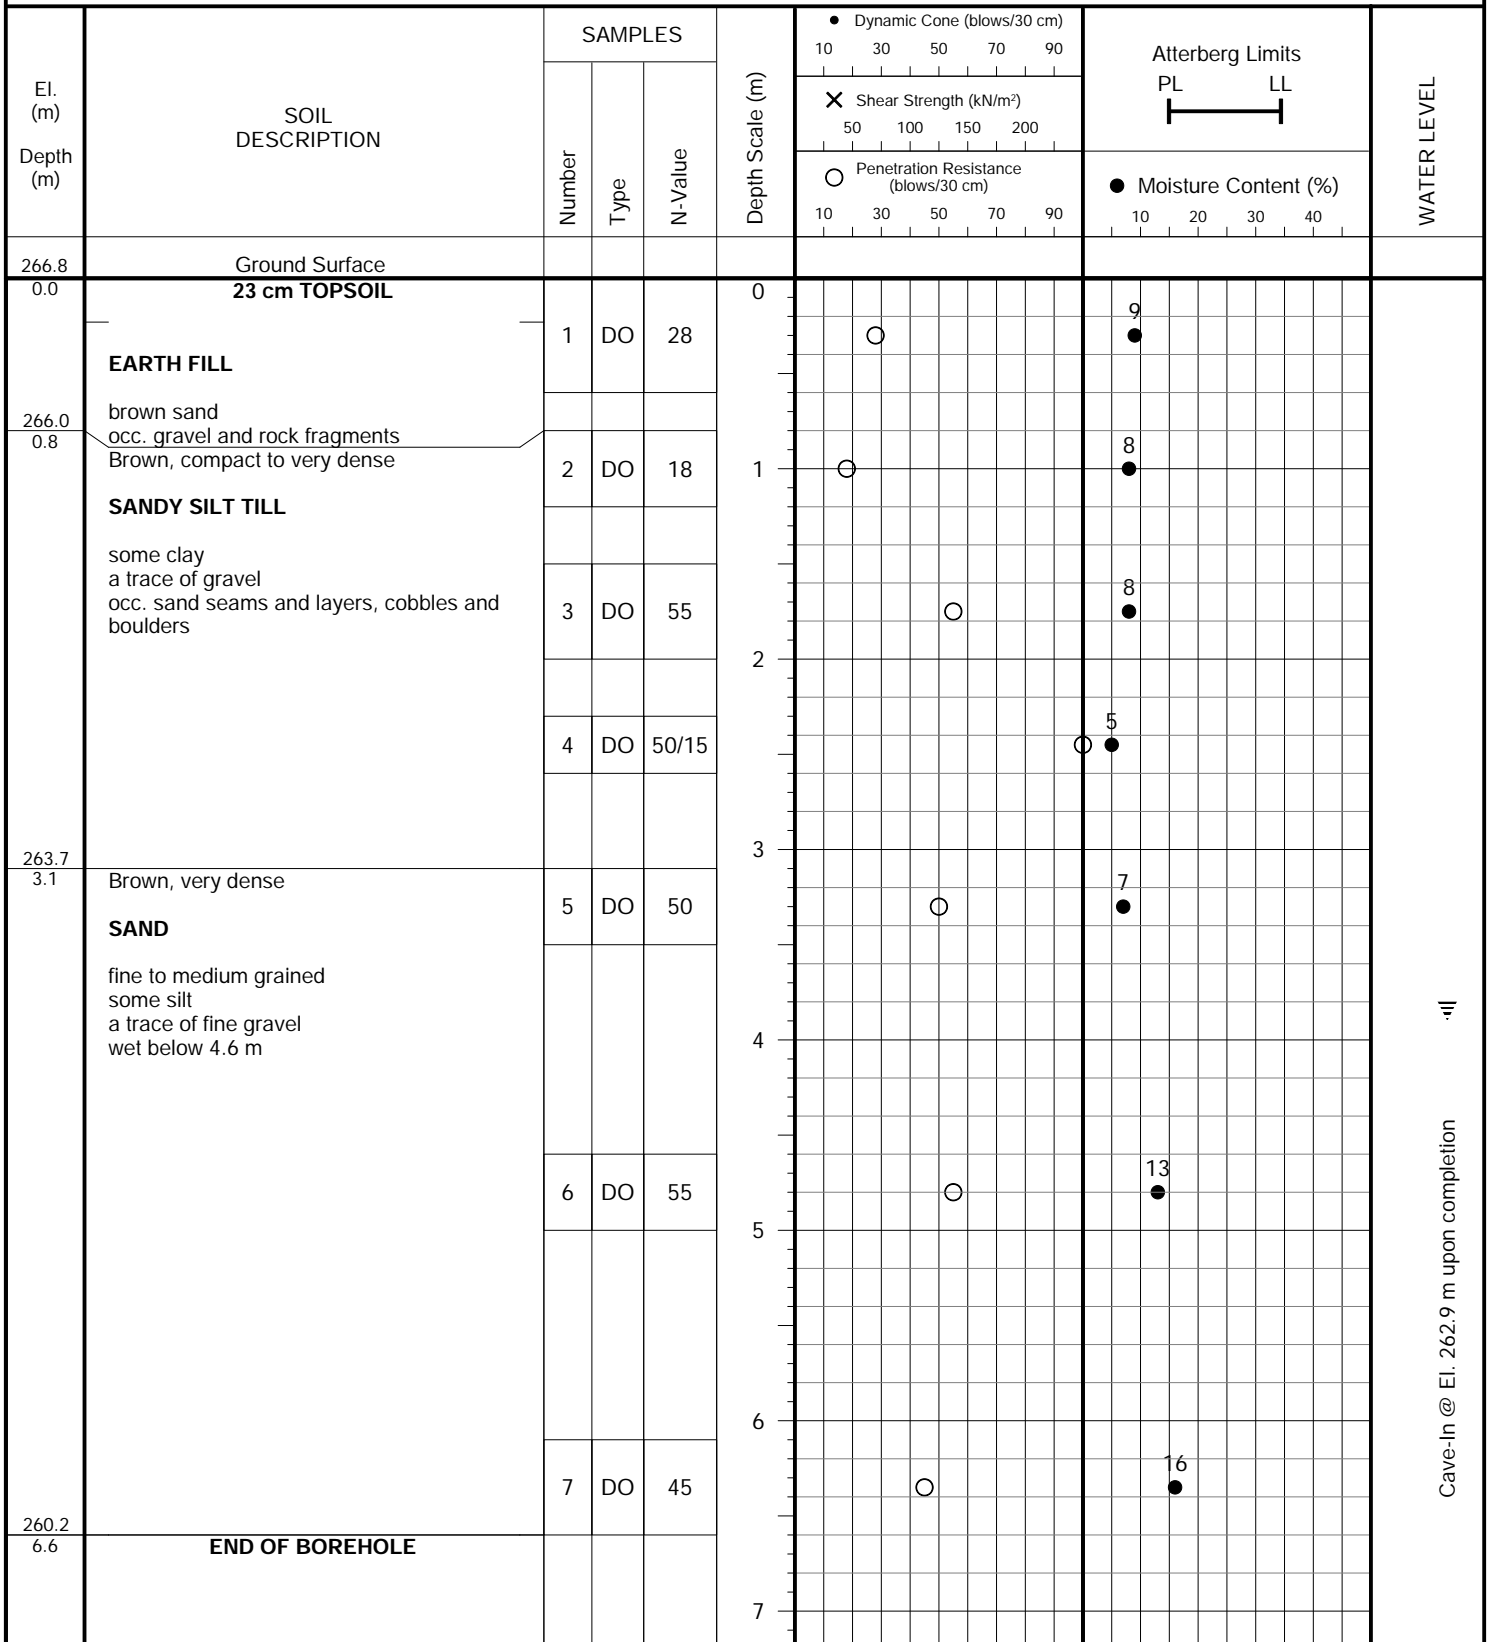 El.
(m)
Depth
(m)
SOIL
DESCRIPTION
SAMPLES
Number
Type
N-Value
Depth Scale (m)
Dynamic Cone (blows/30 cm)
10 30 50 70 90
Shear Strength (kN/m²)
50 100 150 200
Penetration Resistance
(blows/30 cm)
10 30 50 70 90
Atterberg Limits
PL LL
Moisture Content (%)
10 20 30 40
WATER LEVEL
266.8 Ground Surface
0.0 23 cm TOPSOIL 0
9
1 DO 28
EARTH FILL
brown sand
266.0
occ. gravel and rock fragments
0.8
Brown, compact to very dense
8
2 DO 18 1
SANDY SILT TILL
some clay
a trace of gravel
8
occ. sand seams and layers, cobbles and
3 DO 55
boulders
2
5
4 DO 50/15
3
263.7
3.1 Brown, very dense
7
5 DO 50
SAND
fine to medium grained
some silt
a trace of fine gravel
4
wet below 4.6 m
13
6 DO 55
5
6
16
7 DO 45
260.2
6.6 END OF BOREHOLE
7
Cave-In @ El. 262.9 m upon completion